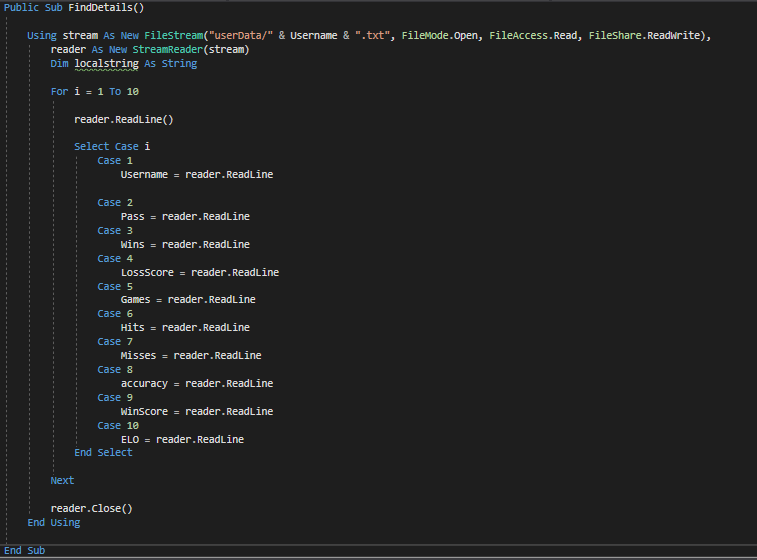 Public Sub FindDetails()
Using stream As New FileStream("userData/" & Username & ".txt", FileMode.Open, FileAccess.Read, FileShare.ReadWrite),
reader As New StreamReader(stream)
Dim localstring As String
For i = 1 To 10
reader.ReadLine()
Select Case i
Case 1
Username = reader.ReadLine
Case 2
Pass = reader.ReadLine
Case 3
Wins = reader.ReadLine
Case 4
LossScore = reader.ReadLine
Case 5
Games = reader.ReadLine
Case 6
Hits = reader.ReadLine
Case 7
Misses = reader.ReadLine
Case 8
accuracy = reader.ReadLine
Case 9
WinScore = reader.ReadLine
Case 10
ELO = reader.ReadLine
End Select
Next
reader.Close()
End Using
End Sub